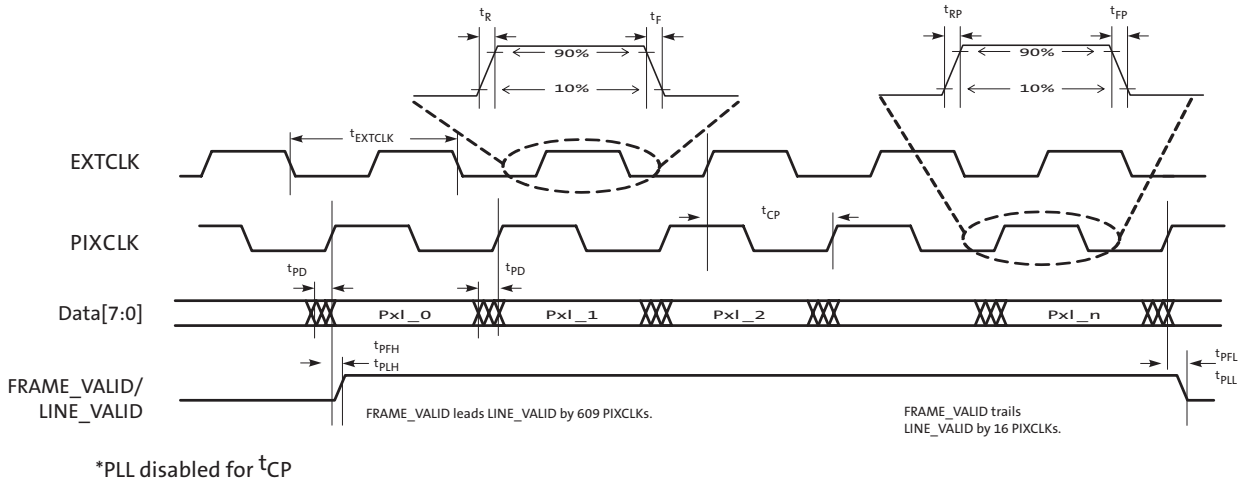 tR
tF
tRP
tFP
90%
90%
10%
10%
tEXTCLK
EXTCLK
tCP
PIXCLK
tPD
tPD
Data[7:0]
Pxl_0
Pxl_1
Pxl_2
Pxl_n
tPFH
tPLH
tPFL
tPLL
FRAME_VALID/
LINE_VALID
FRAME_VALID leads LINE_VALID by 609 PIXCLKs.
FRAME_VALID trails
LINE_VALID by 16 PIXCLKs.
*PLL disabled for tCP